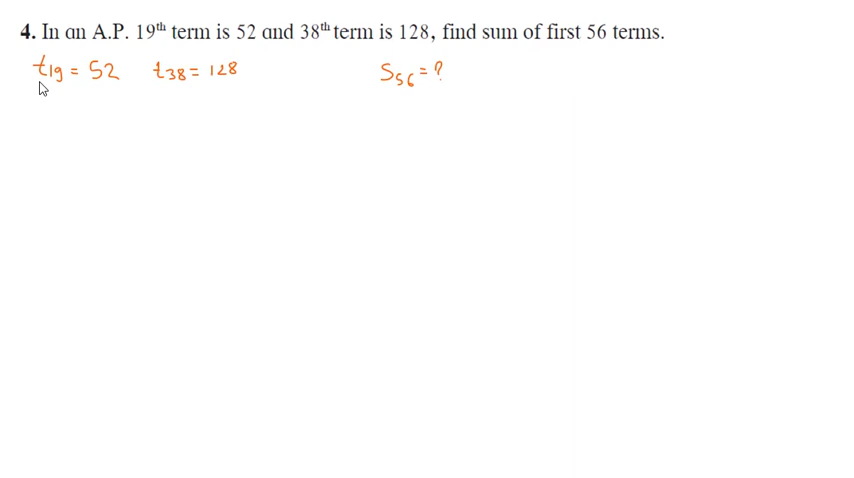 4. In an A.P. 19th term is 52 and 38th term is 128, find sum of first 56 terms.
t19 = 52 t38 = 128 S56 = ?